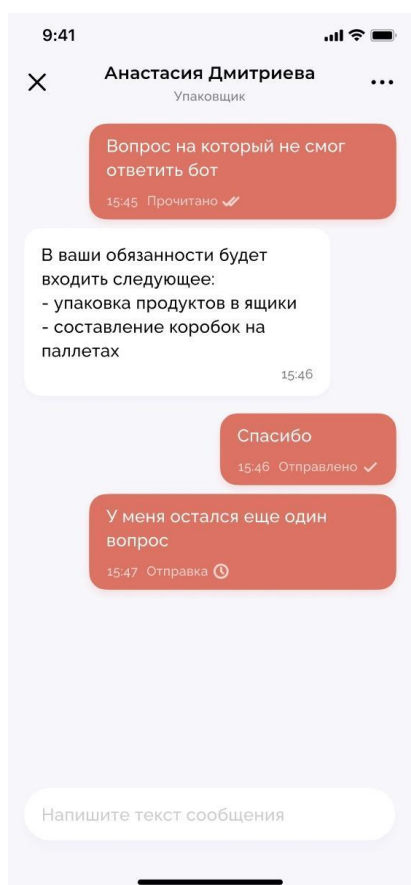 9:41
Анастасия Дмитриева
Упаковщик
Вопрос на который не смог
ответить бот
15:45 Прочитано
В ваши обязанности будет
входить следующее:
- упаковка продуктов в ящики
- составление коробок на
паллетах
15:46
Спасибо
15:46 Отправлено
У меня остался еще один
вопрос
15:47 Отправка
Напишите текст сообщения